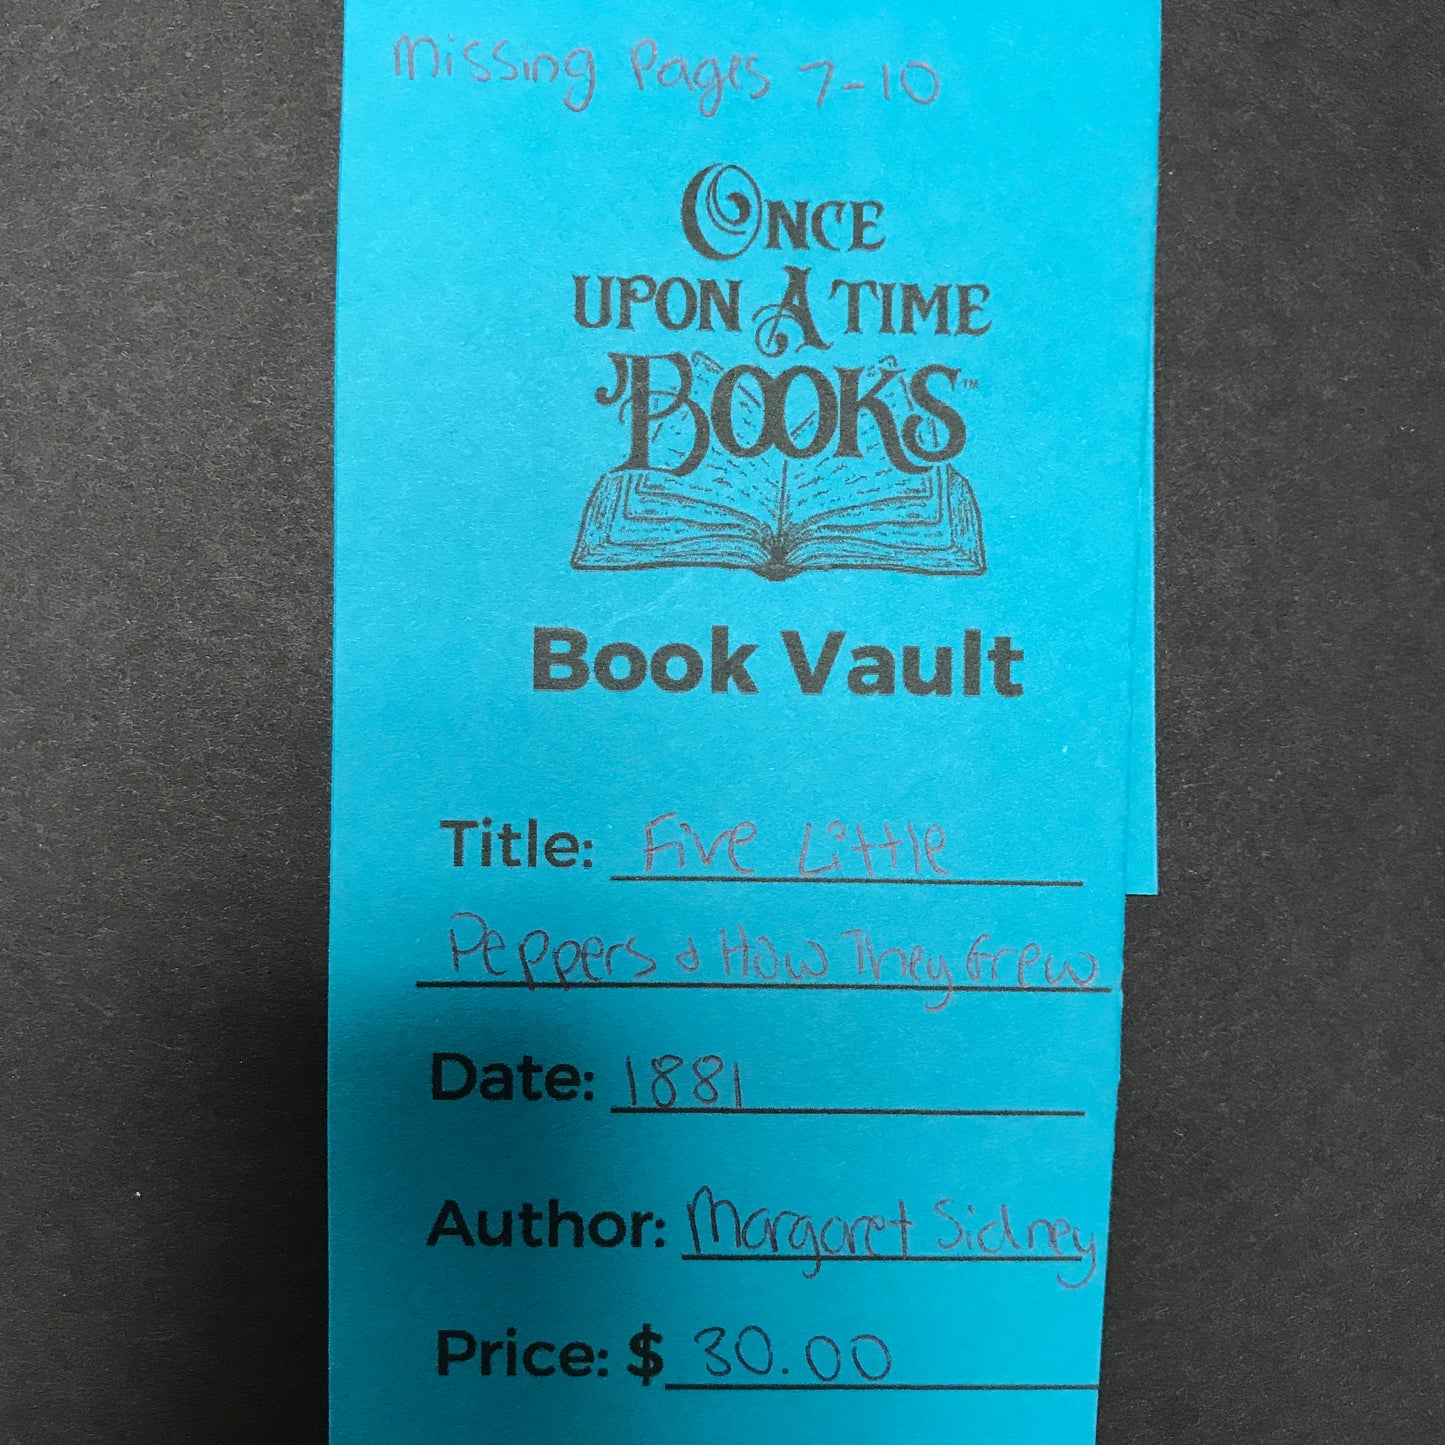 Missing Pages 7-10
ONCE
UPON A TIME
BOOKS™
Book Vault
Title: Five Little
Peppers & How They Grew
Date: 1881
Author: Margaret Sidney
Price: $ 30.00